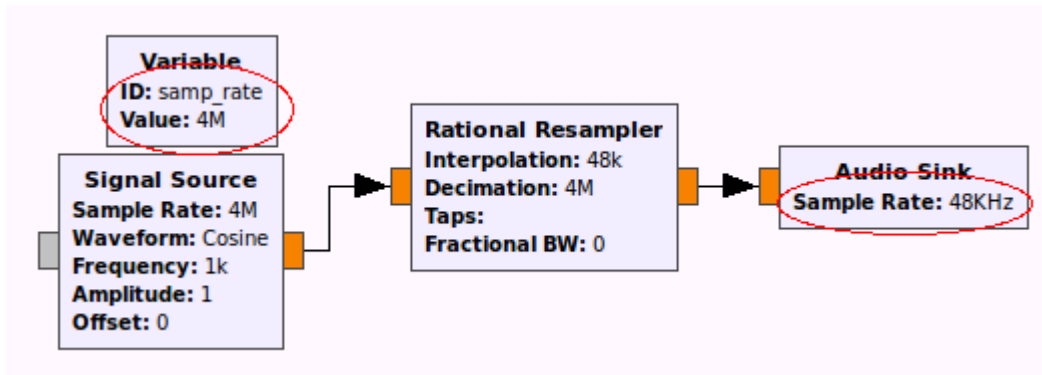 Variable
ID: samp_rate
Value: 4M
Signal Source
Sample Rate: 4M
Waveform: Cosine
Frequency: 1k
Amplitude: 1
Offset: 0
Rational Resampler
Interpolation: 48k
Decimation: 4M
Taps:
Fractional BW: 0
Audio Sink
Sample Rate: 48KHz